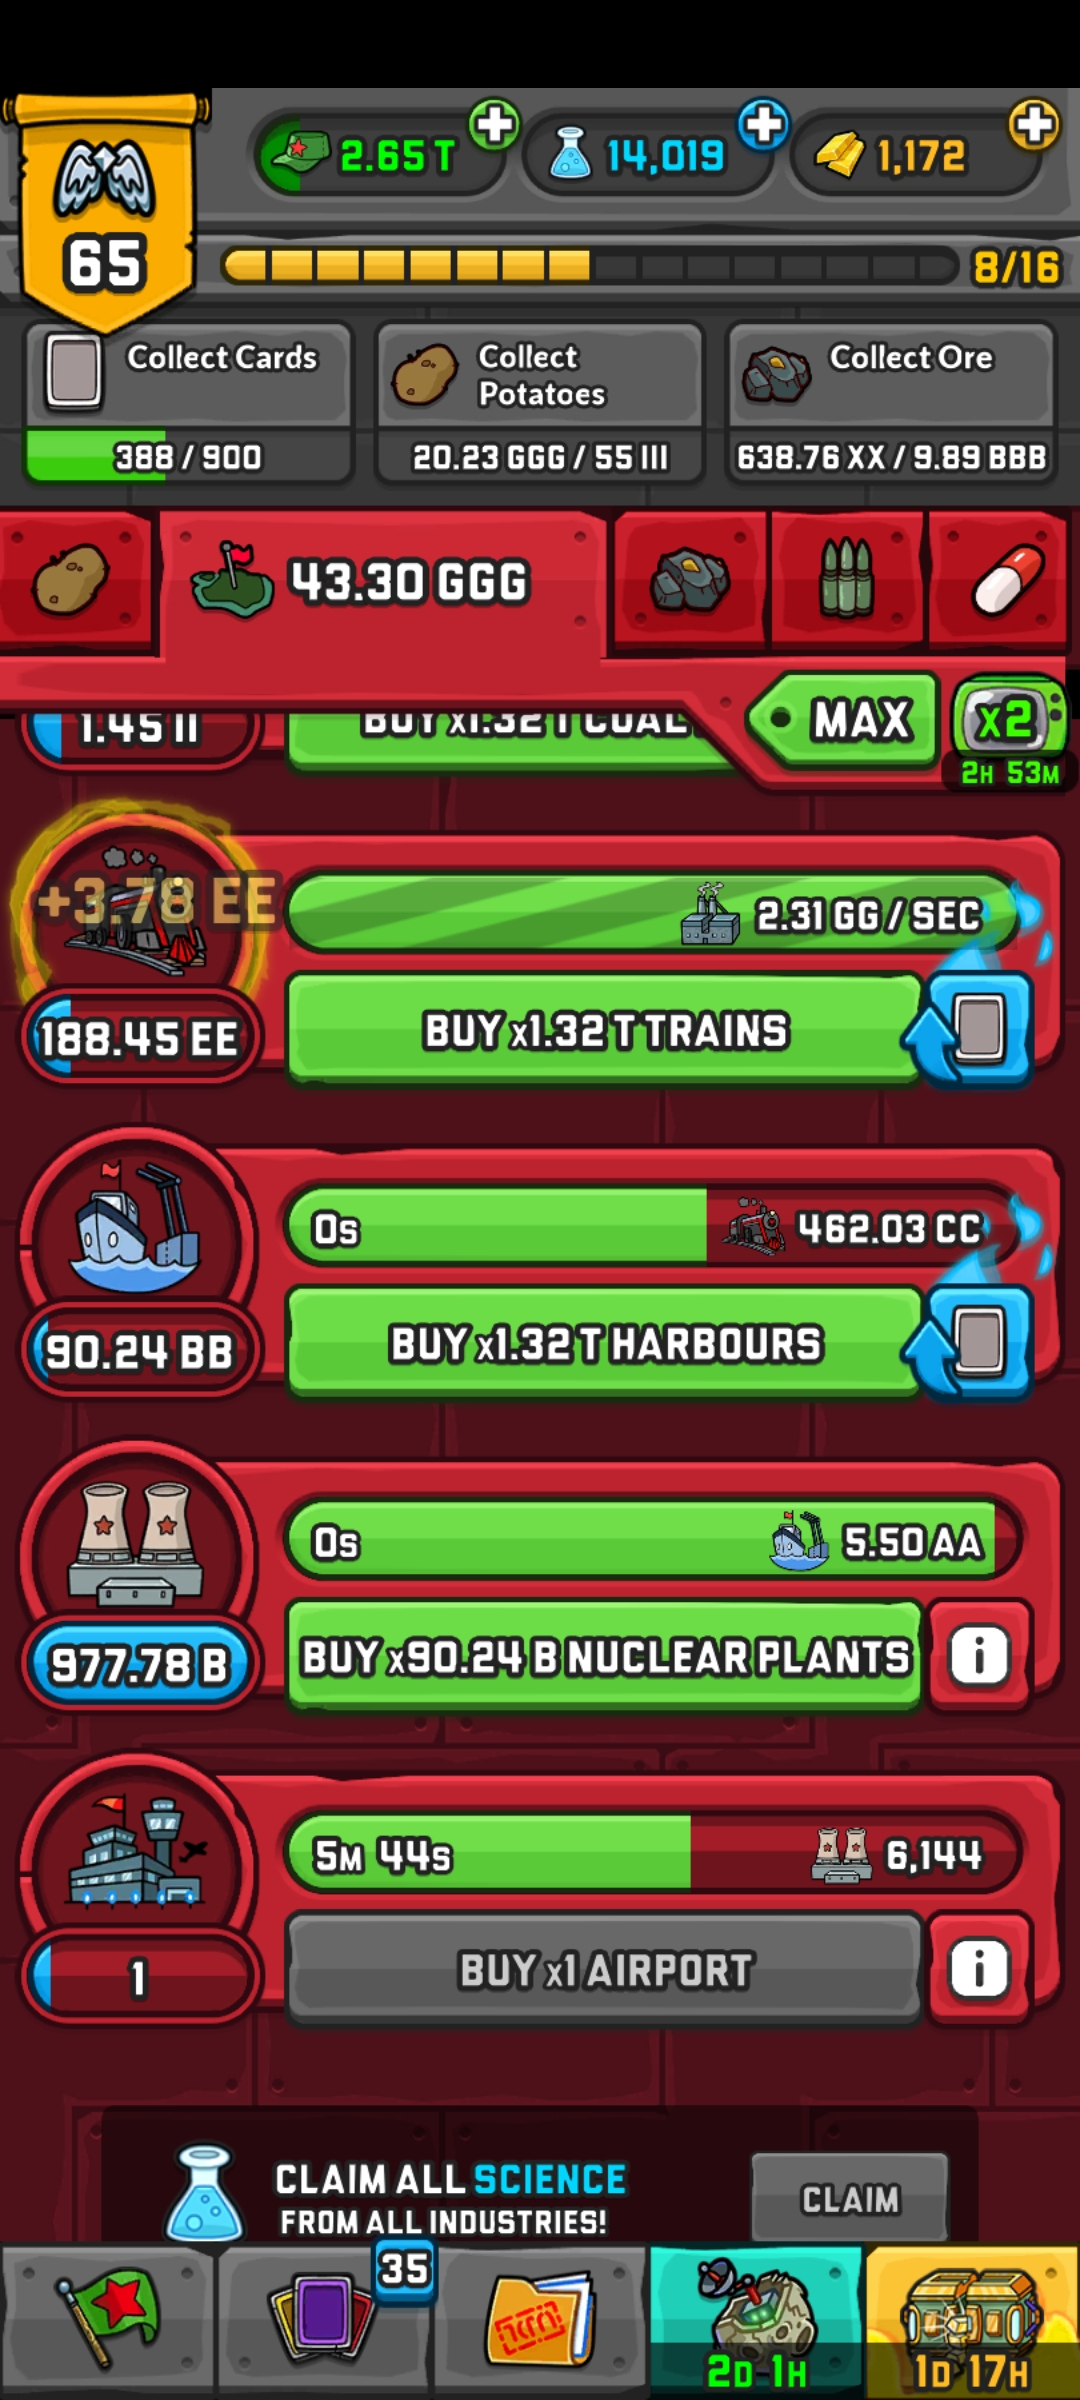 2.65 T
14,019
1,172
65
8/16
Collect Cards
388 / 900
Collect
Potatoes
20.23 GGG / 55 III
Collect Ore
638.76 XX / 9.89 BBB
43.30 GGG
MAX
x2
2H 53M
1.45 II
BUY x1.32 T COAL
+3.78 EE
2.31 GG / SEC
188.45 EE
BUY x1.32 T TRAINS
0s
462.03 CC
90.24 BB
BUY x1.32 T HARBOURS
0s
5.50 AA
977.78 B
BUY x90.24 B NUCLEAR PLANTS
i
5M 44s
6,144
1
BUY x1 AIRPORT
i
CLAIM ALL SCIENCE
FROM ALL INDUSTRIES!
CLAIM
35
2D 1H
1D 17H